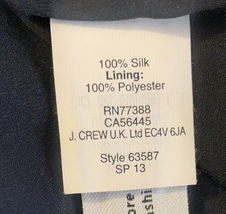 100% Silk
Lining:
100% Polyester
RN77388
CA56445
J. CREW U.K. Ltd EC4V 6JA
Style 63587
SP 13